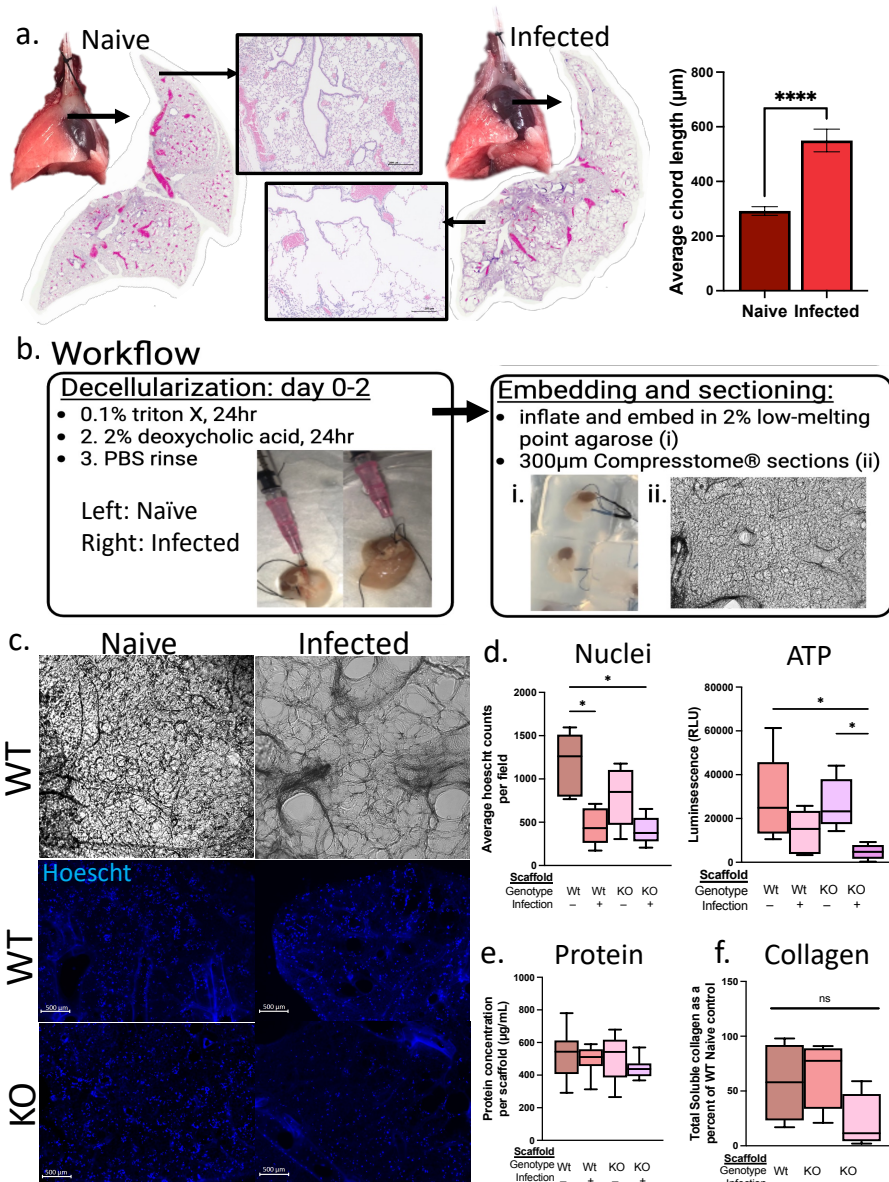 a.
Naive
Infected
Average chord length (µm)
800
600
400
200
0
****
Naive Infected
b. Workflow
Decellularization: day 0-2
• 0.1% triton X, 24hr
• 2. 2% deoxycholic acid, 24hr
• 3. PBS rinse
Left: Naïve
Right: Infected
Embedding and sectioning:
• inflate and embed in 2% low-melting
point agarose (i)
• 300µm Compresstome® sections (ii)
i.
ii.
c.
Naive
Infected
WT
Hoescht
WT
500 µm
500 µm
KO
500 µm
500 µm
d.
Nuclei
Average hoescht counts
per field
2000
1500
1000
500
0
*
*
Scaffold
Genotype Wt Wt KO KO
Infection – + – +
ATP
Luminsescence (RLU)
80000
60000
40000
20000
0
*
*
Scaffold
Genotype Wt Wt KO KO
Infection – + – +
e.
Protein
Protein concentration
per scaffold (µg/mL)
1000
800
600
400
200
0
Scaffold
Genotype Wt Wt KO KO
Infection – + – +
f.
Collagen
Total Soluble collagen as a
percent of WT Naive control
150
100
50
0
ns
Scaffold
Genotype Wt KO KO
Infection